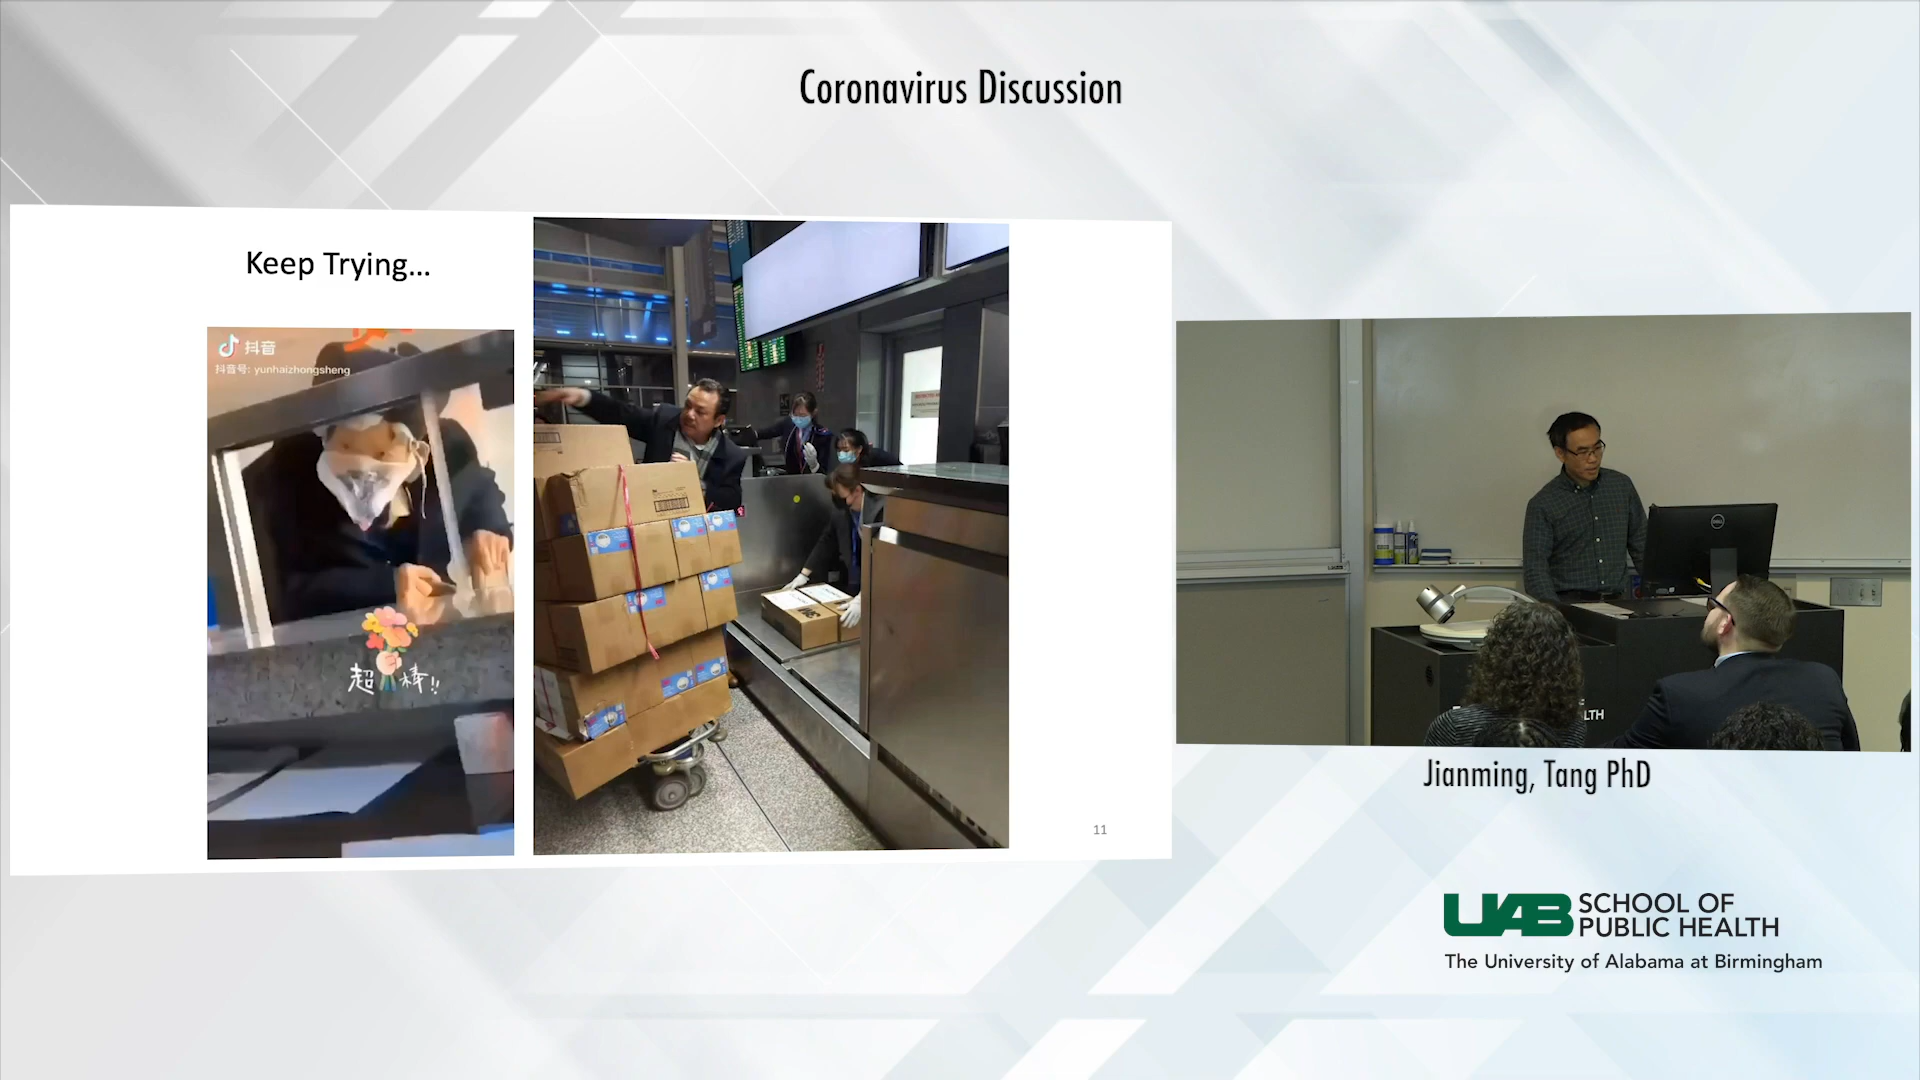 Coronavirus Discussion
Keep Trying...
抖音
抖音号: yunhaizhongsheng
超棒!!
11
LTH
Jianming, Tang PhD
UAB SCHOOL OF
PUBLIC HEALTH
The University of Alabama at Birmingham